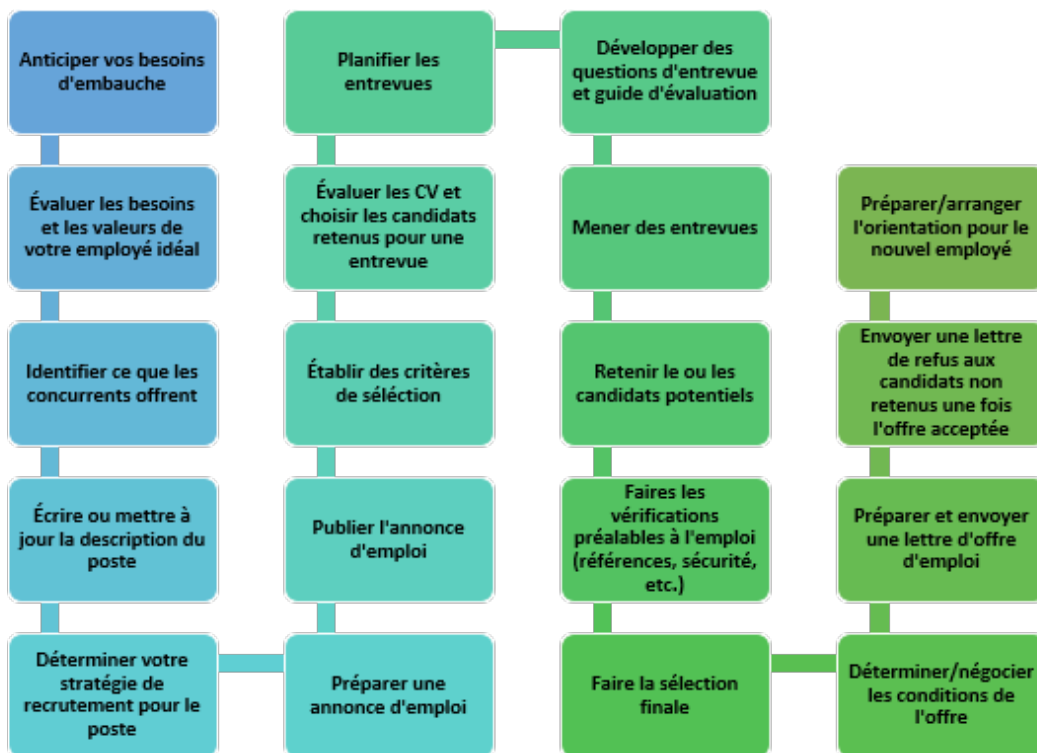 Anticiper vos besoins
d'embauche
Évaluer les besoins
et les valeurs de
votre employé idéal
Identifier ce que les
concurrents offrent
Écrire ou mettre à
jour la description du
poste
Déterminer votre
stratégie de
recrutement pour le
poste
Préparer une
annonce d'emploi
Publier l'annonce
d'emploi
Établir des critères
de séléction
Évaluer les CV et
choisir les candidats
retenus pour une
entrevue
Planifier les
entrevues
Développer des
questions d'entrevue
et guide d'évaluation
Mener des entrevues
Retenir le ou les
candidats potentiels
Faires les
vérifications
préalables à l'emploi
(références, sécurité,
etc.)
Faire la sélection
finale
Déterminer/négocier
les conditions de
l'offre
Préparer et envoyer
une lettre d'offre
d'emploi
Envoyer une lettre
de refus aux
candidats non
retenus une fois
l'offre acceptée
Préparer/arranger
l'orientation pour le
nouvel employé